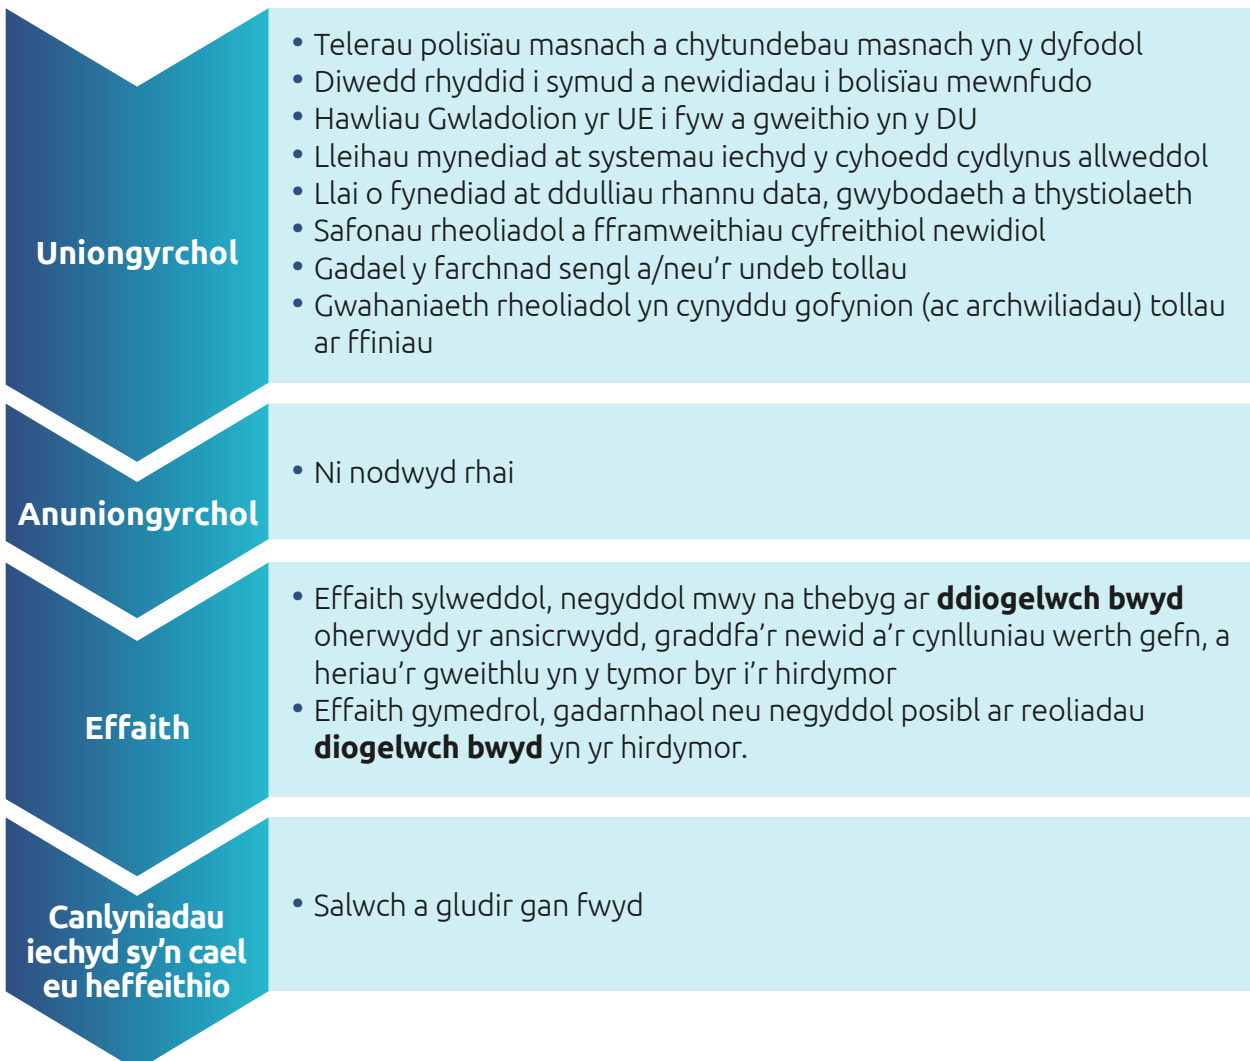 Uniongyrchol
• Telerau polisïau masnach a chytundebau masnach yn y dyfodol
• Diwedd rhyddid i symud a newidiadau i bolisïau mewnfudo
• Hawliau Gwladolion yr UE i fyw a gweithio yn y DU
• Lleihau mynediad at systemau iechyd y cyhoedd cydlynus allweddol
• Llai o fynediad at ddulliau rhannu data, gwybodaeth a thystiolaeth
• Safonau rheoliadol a fframweithiau cyfreithiol newidiol
• Gadael y farchnad sengl a/neu'r undeb tollau
• Gwahaniaeth rheoliadol yn cynyddu gofynion (ac archwiliadau) tollau
ar ffiniau
Anuniongyrchol
• Ni nodwyd rhai
Effaith
• Effaith sylweddol, negyddol mwy na thebyg ar ddiogelwch bwyd
oherwydd yr ansicrwydd, graddfa'r newid a'r cynlluniau werth gefn, a
heriau'r gweithlu yn y tymor byr i'r hirdymor
• Effaith gymedrol, gadarnhaol neu negyddol posibl ar reoliadau
diogelwch bwyd yn yr hirdymor.
Canlyniadau
iechyd sy'n cael
eu heffeithio
• Salwch a gludir gan fwyd